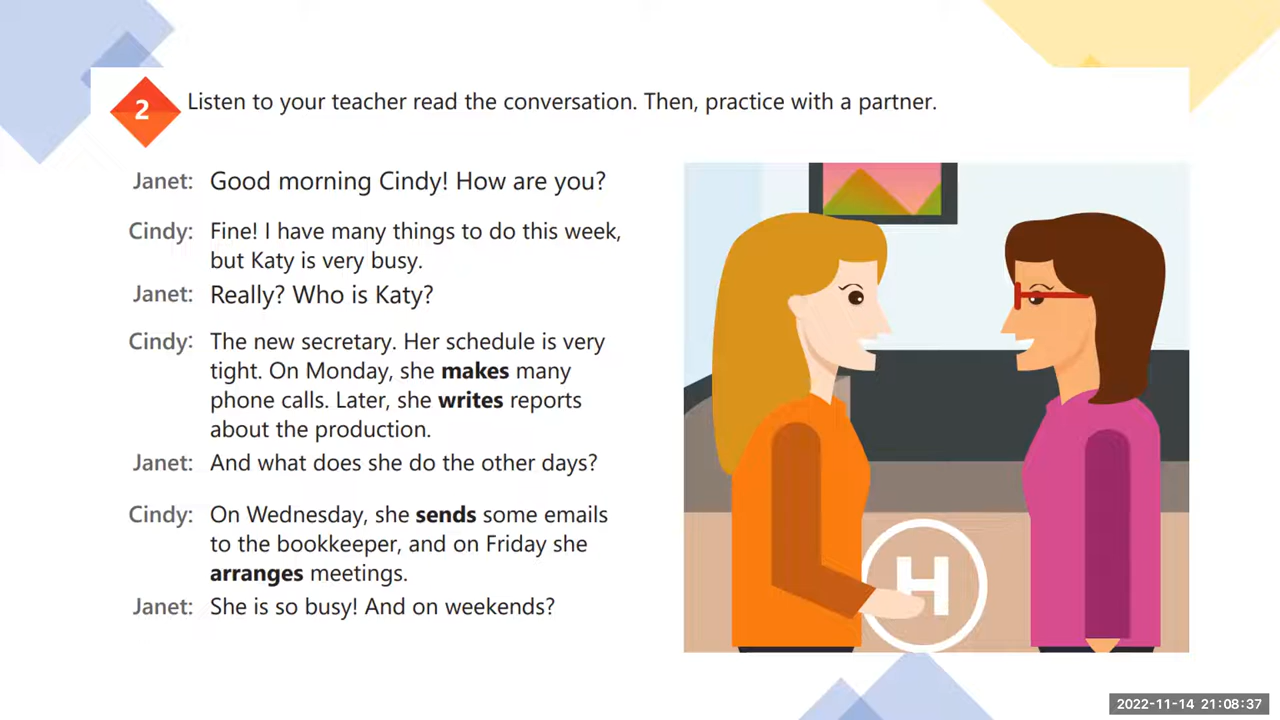 2
Listen to your teacher read the conversation. Then, practice with a partner.
Janet: Good morning Cindy! How are you?
Cindy: Fine! I have many things to do this week,
but Katy is very busy.
Janet: Really? Who is Katy?
Cindy: The new secretary. Her schedule is very
tight. On Monday, she makes many
phone calls. Later, she writes reports
about the production.
Janet: And what does she do the other days?
Cindy: On Wednesday, she sends some emails
to the bookkeeper, and on Friday she
arranges meetings.
Janet: She is so busy! And on weekends?
H
2022-11-14 21:08:37